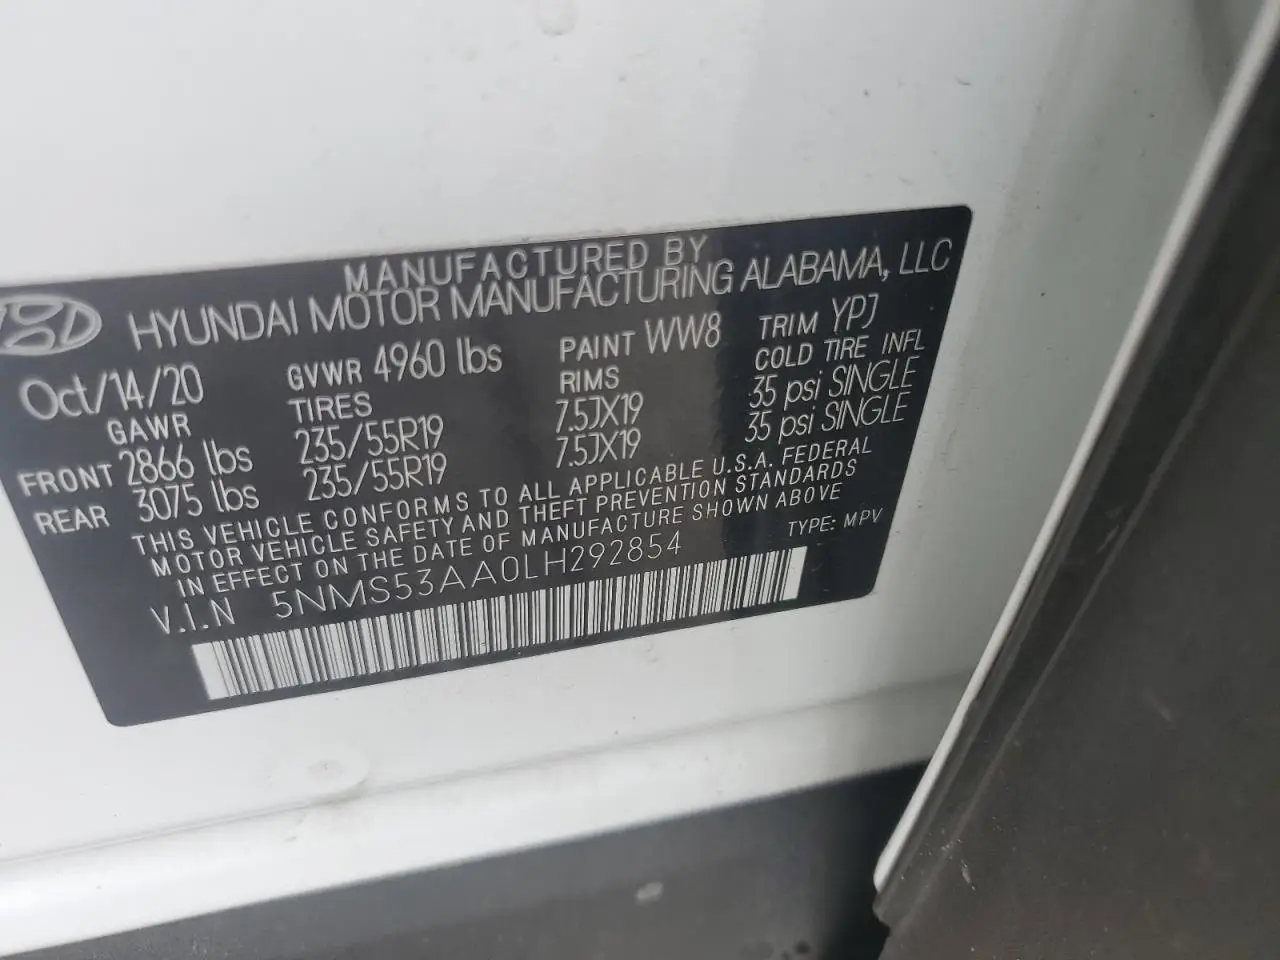 MANUFACTURED BY
HYUNDAI MOTOR MANUFACTURING ALABAMA, LLC
Oct/14/20 GVWR 4960 lbs PAINT WW8 TRIM YPJ
GAWR TIRES RIMS COLD TIRE INFL
FRONT 2866 lbs 235/55R19 7.5JX19 35 psi SINGLE
REAR 3075 lbs 235/55R19 7.5JX19 35 psi SINGLE
THIS VEHICLE CONFORMS TO ALL APPLICABLE U.S.A. FEDERAL
MOTOR VEHICLE SAFETY AND THEFT PREVENTION STANDARDS
IN EFFECT ON THE DATE OF MANUFACTURE SHOWN ABOVE
V.I.N 5NMS53AA0LH292854 TYPE: MPV